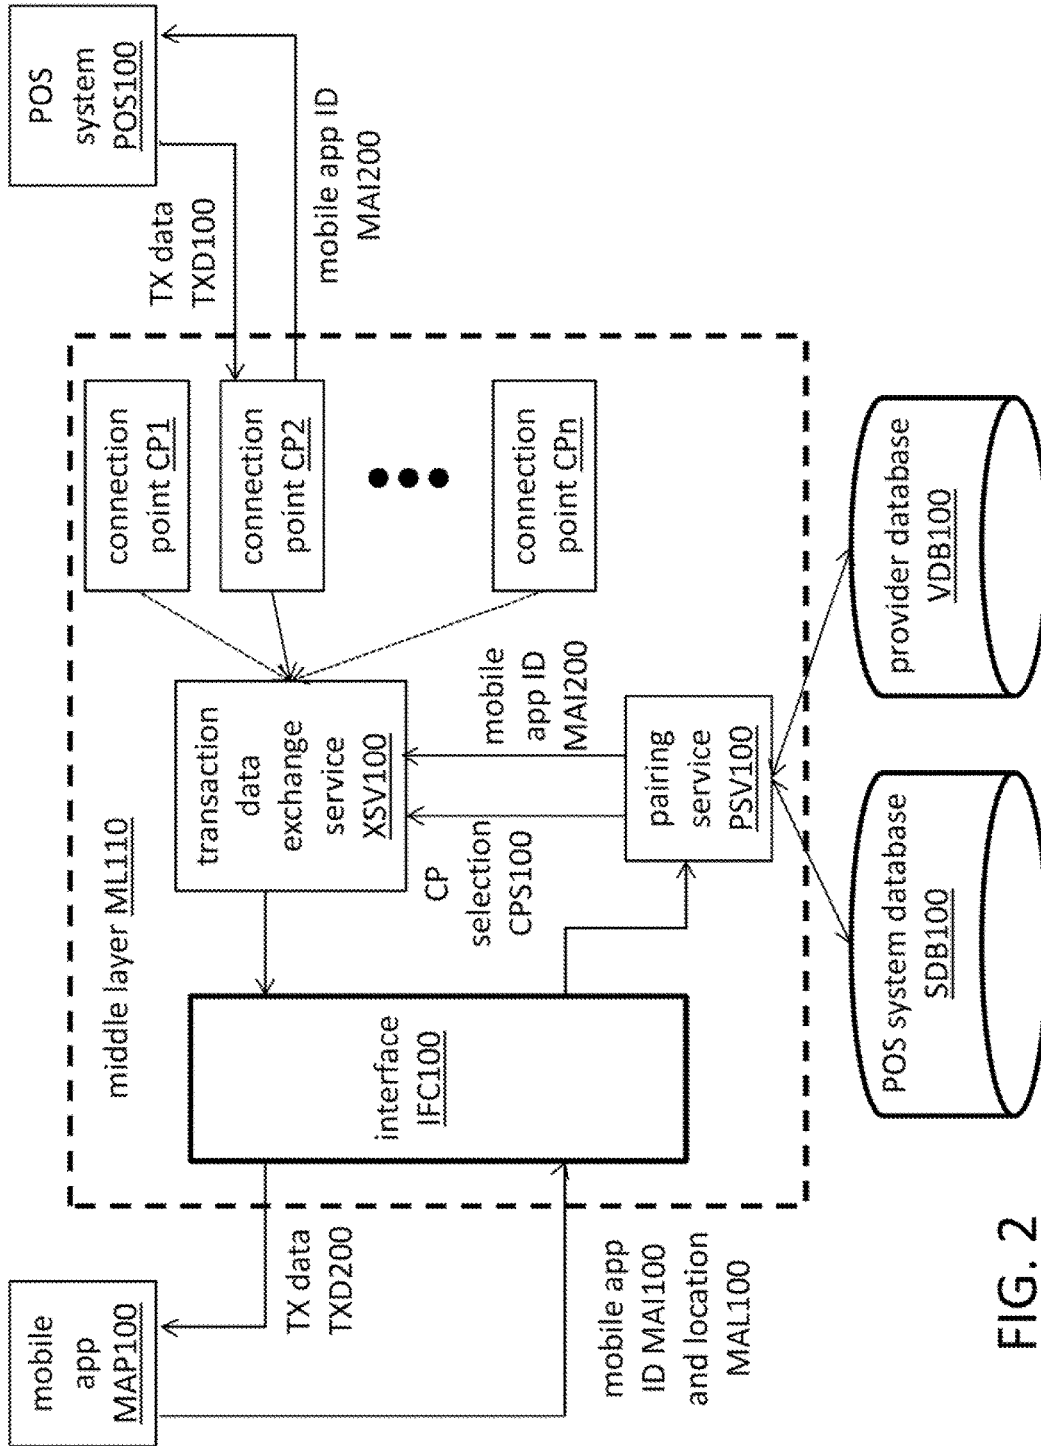 mobile
app
MAP100
TX data
TXD200
mobile app
ID MAI100
and location
MAL100
middle layer ML110
interface
IFC100
transaction
data
exchange
service
XSV100
CP
selection
CPS100
mobile
app ID
MAI200
pairing
service
PSV100
connection
point CP1
connection
point CP2
connection
point CPn
TX data
TXD100
mobile app ID
MAI200
POS
system
POS100
POS system database
SDB100
provider database
VDB100
FIG. 2